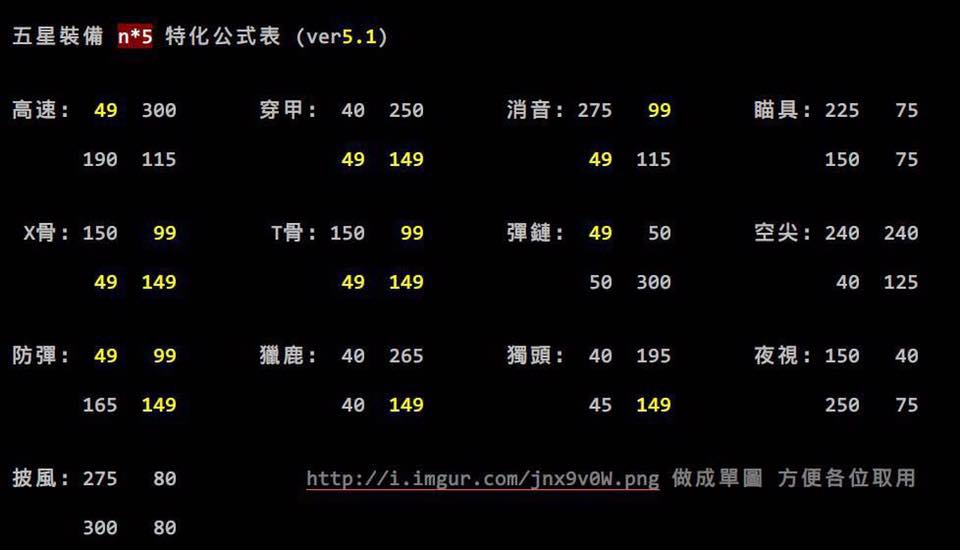 五星裝備 n*5 特化公式表 (ver5.1)
高速: 49 300 穿甲: 40 250 消音: 275 99 瞄具: 225 75
190 115 49 149 49 115 150 75
X骨: 150 99 T骨: 150 99 彈鏈: 49 50 空尖: 240 240
49 149 49 149 50 300 40 125
防彈: 49 99 獵鹿: 40 265 獨頭: 40 195 夜視: 150 40
165 149 40 149 45 149 250 75
披風: 275 80 http://i.imgur.com/jnx9v0W.png 做成單圖 方便各位取用
300 80